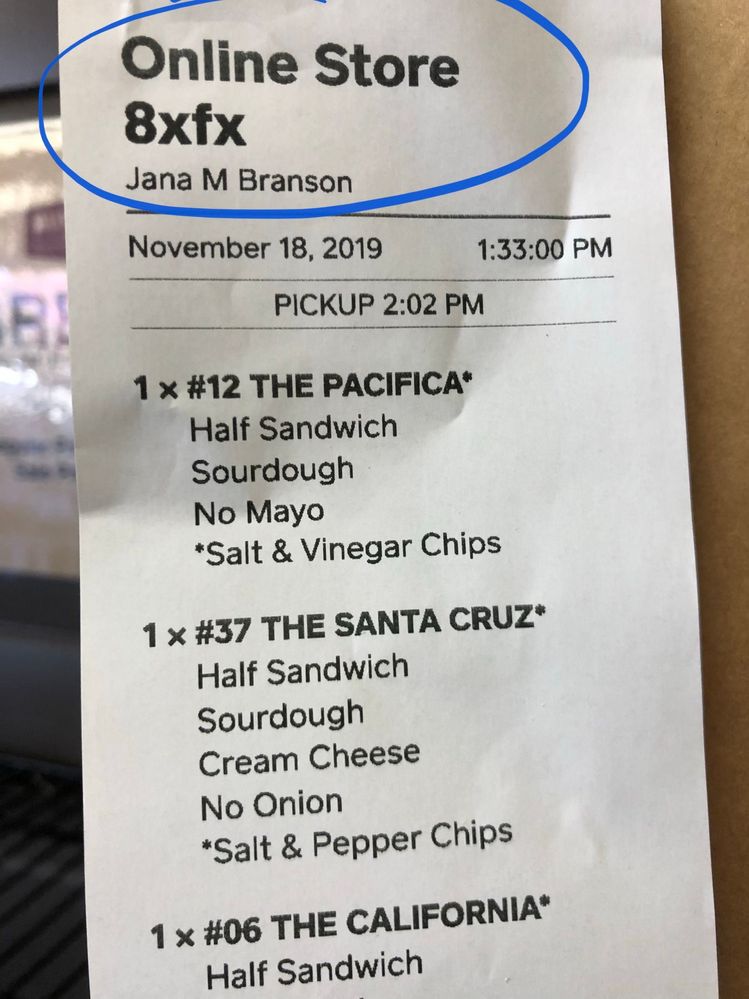 Online Store
8xfx
Jana M Branson
November 18, 2019 1:33:00 PM
PICKUP 2:02 PM
1 x #12 THE PACIFICA*
Half Sandwich
Sourdough
No Mayo
*Salt & Vinegar Chips
1 x #37 THE SANTA CRUZ*
Half Sandwich
Sourdough
Cream Cheese
No Onion
*Salt & Pepper Chips
1 x #06 THE CALIFORNIA*
Half Sandwich